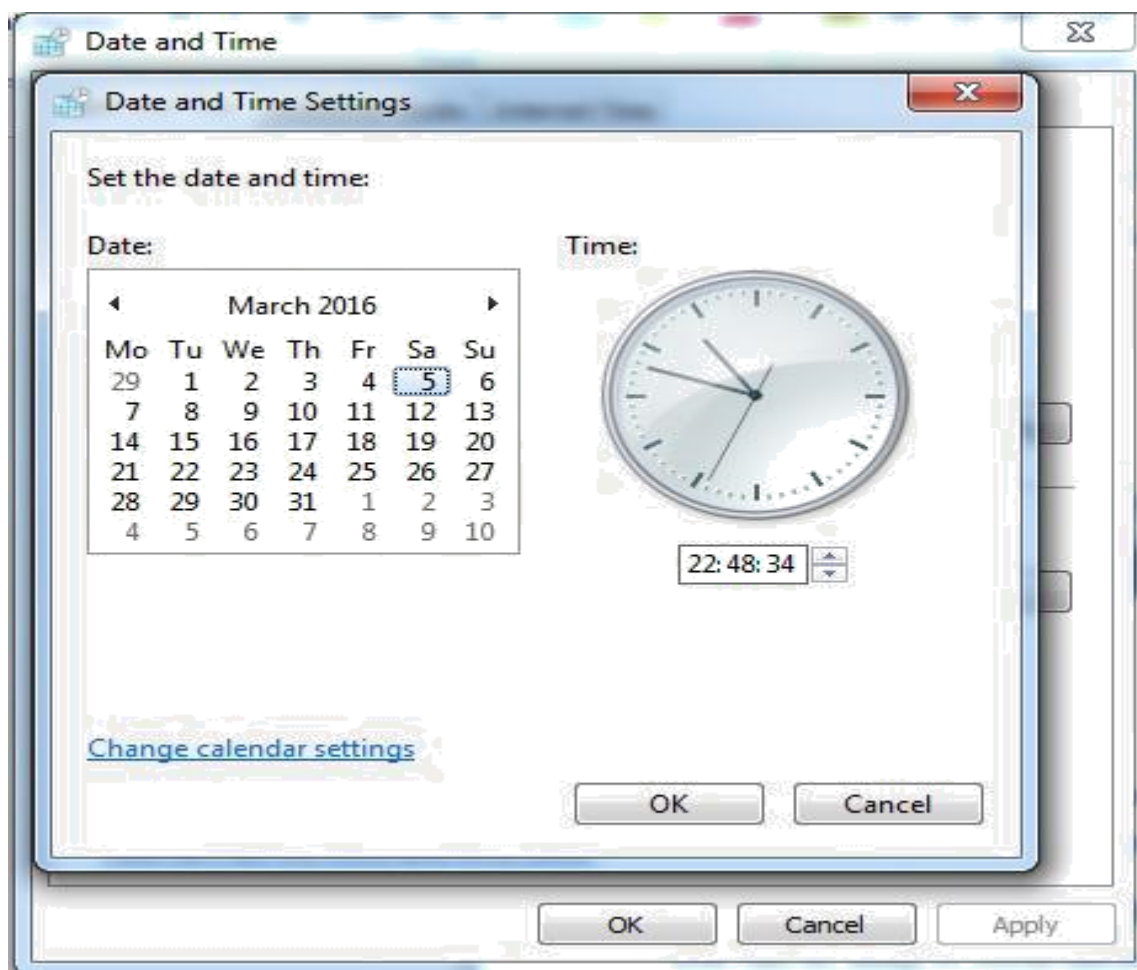 Date and Time
Date and Time Settings
Set the date and time:
Date:
Time:
March 2016
Mo Tu We Th Fr Sa Su
29 1 2 3 4 5 6
7 8 9 10 11 12 13
14 15 16 17 18 19 20
21 22 23 24 25 26 27
28 29 30 31 1 2 3
4 5 6 7 8 9 10
22: 48: 34
Change calendar settings
OK Cancel
OK Cancel Apply